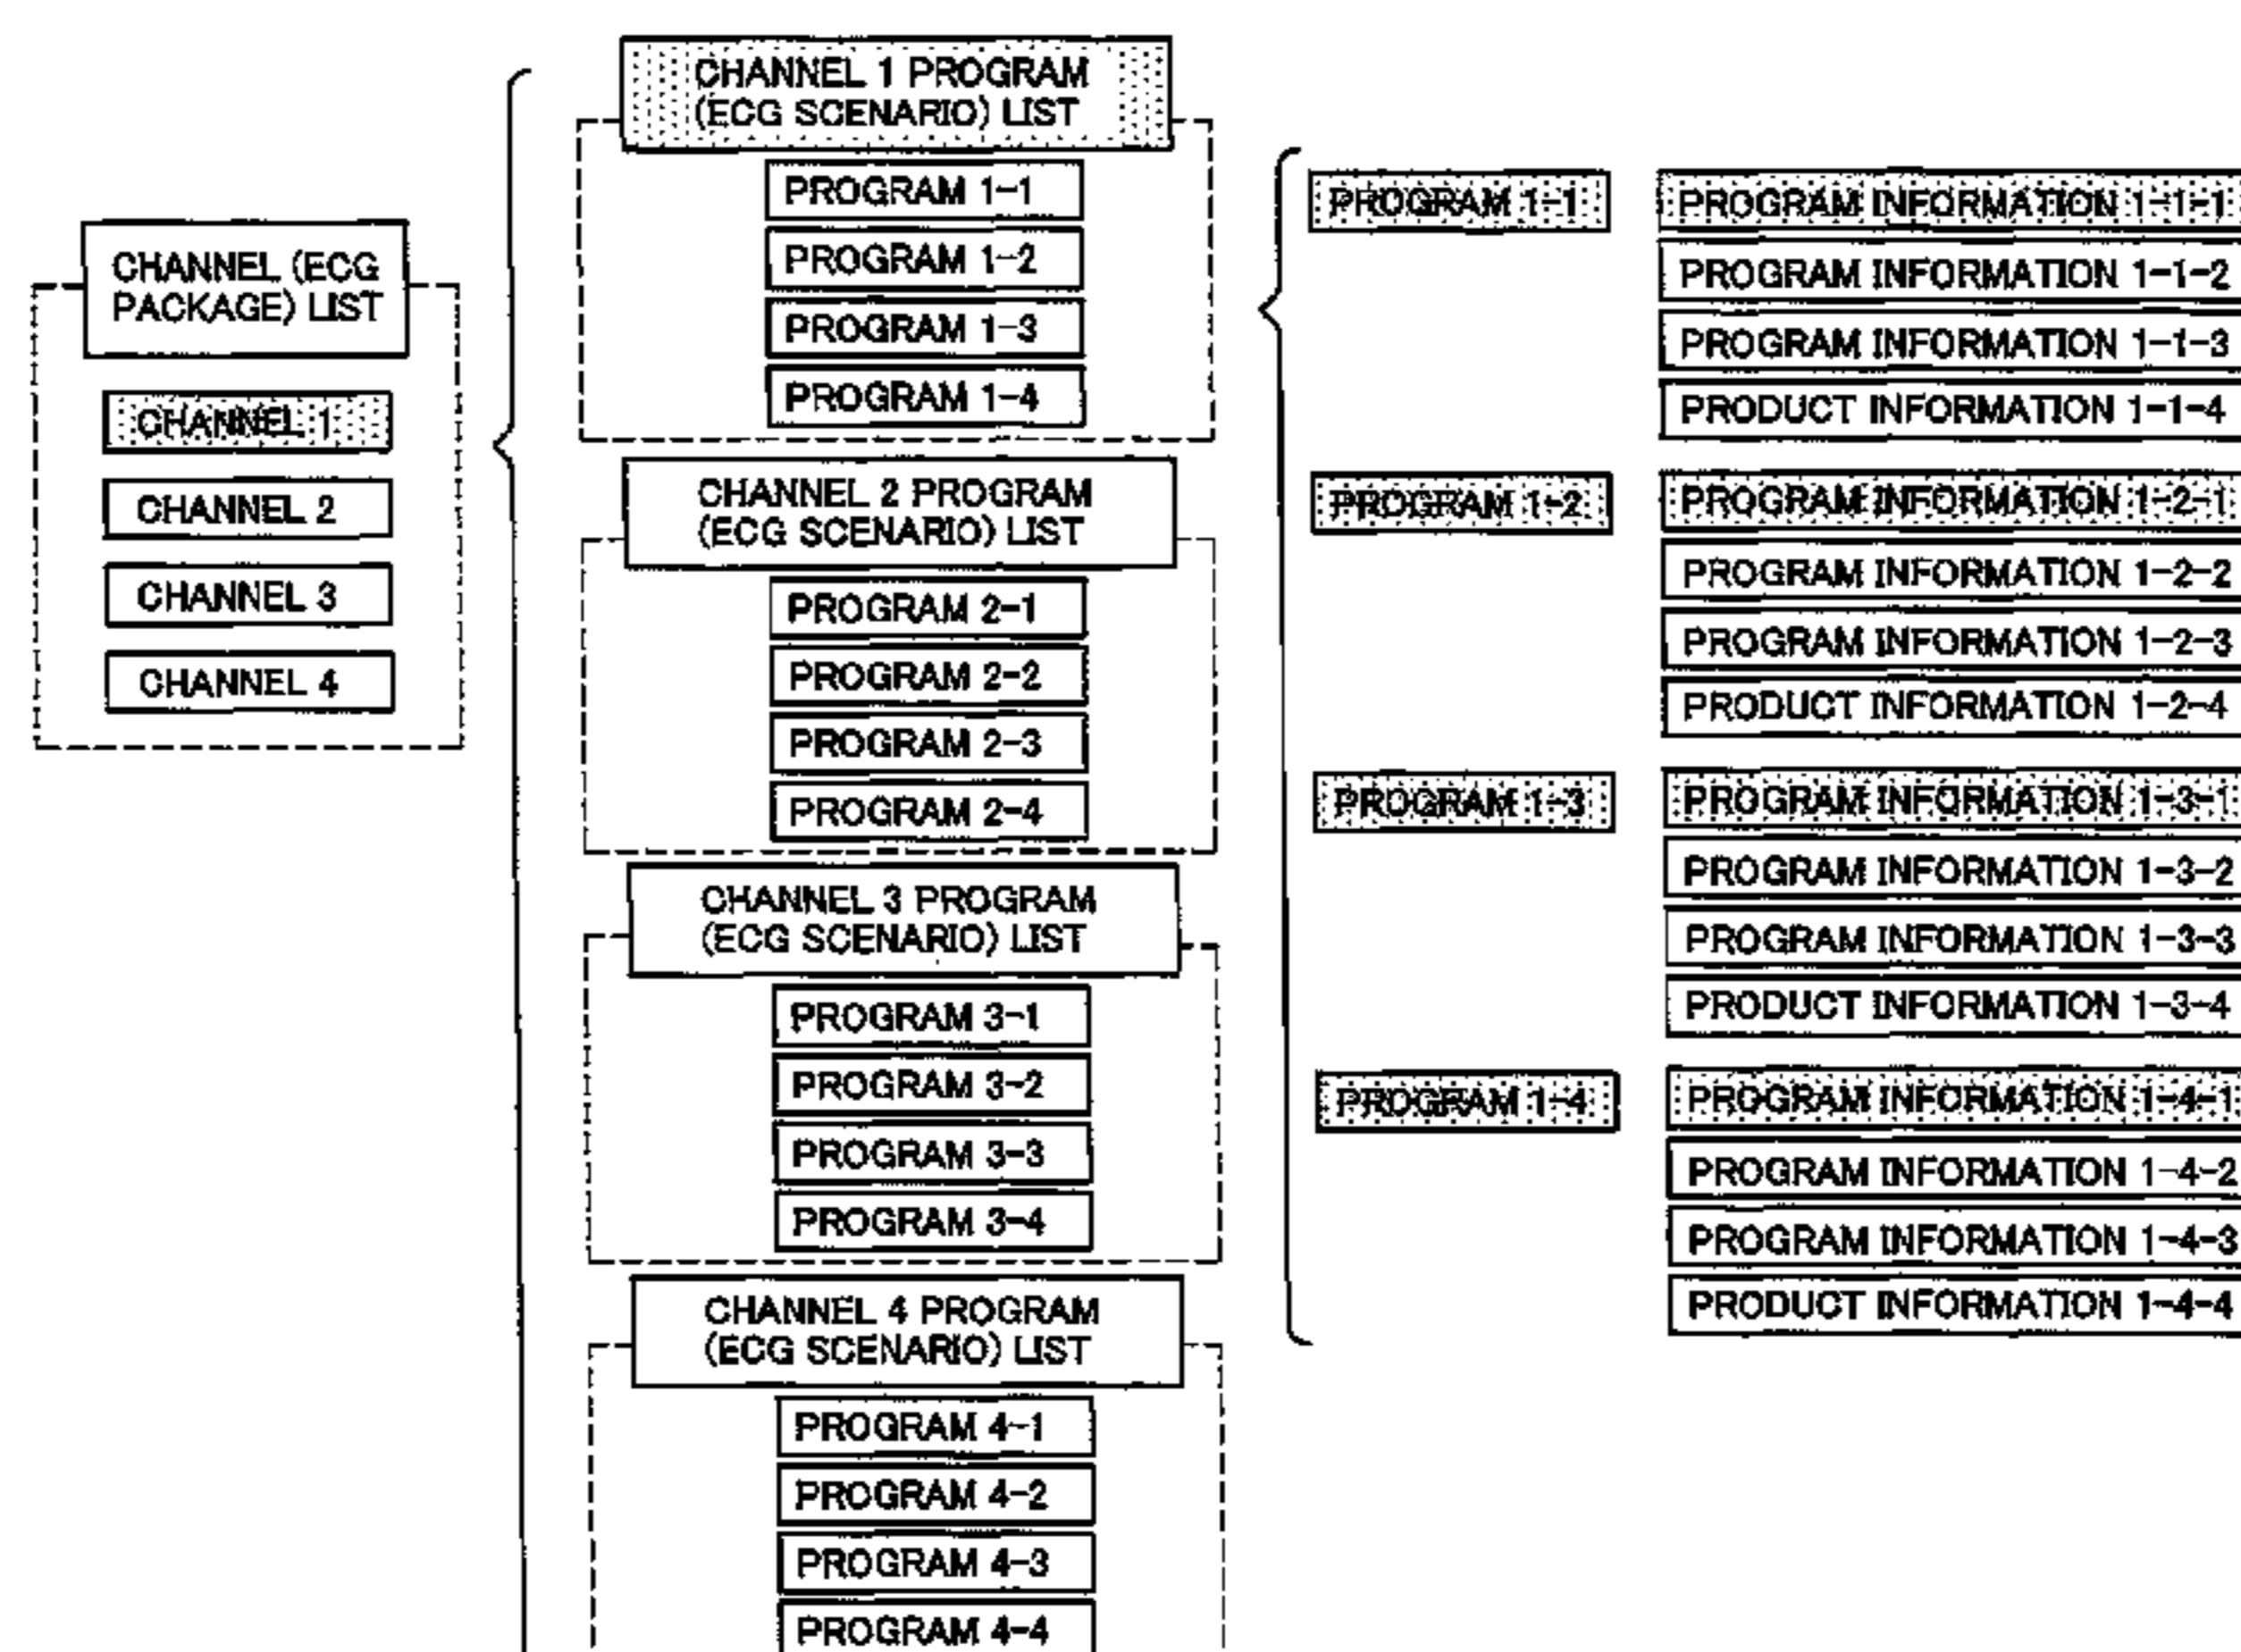 CHANNEL (ECG
PACKAGE) LIST
CHANNEL 1
CHANNEL 2
CHANNEL 3
CHANNEL 4
CHANNEL 1 PROGRAM
(ECG SCENARIO) LIST
PROGRAM 1-1
PROGRAM 1-2
PROGRAM 1-3
PROGRAM 1-4
CHANNEL 2 PROGRAM
(ECG SCENARIO) LIST
PROGRAM 2-1
PROGRAM 2-2
PROGRAM 2-3
PROGRAM 2-4
CHANNEL 3 PROGRAM
(ECG SCENARIO) LIST
PROGRAM 3-1
PROGRAM 3-2
PROGRAM 3-3
PROGRAM 3-4
CHANNEL 4 PROGRAM
(ECG SCENARIO) LIST
PROGRAM 4-1
PROGRAM 4-2
PROGRAM 4-3
PROGRAM 4-4
PROGRAM 1-1
PROGRAM INFORMATION 1-1-1
PROGRAM INFORMATION 1-1-2
PROGRAM INFORMATION 1-1-3
PRODUCT INFORMATION 1-1-4
PROGRAM 1-2
PROGRAM INFORMATION 1-2-1
PROGRAM INFORMATION 1-2-2
PROGRAM INFORMATION 1-2-3
PRODUCT INFORMATION 1-2-4
PROGRAM 1-3
PROGRAM INFORMATION 1-3-1
PROGRAM INFORMATION 1-3-2
PROGRAM INFORMATION 1-3-3
PRODUCT INFORMATION 1-3-4
PROGRAM 1-4
PROGRAM INFORMATION 1-4-1
PROGRAM INFORMATION 1-4-2
PROGRAM INFORMATION 1-4-3
PRODUCT INFORMATION 1-4-4